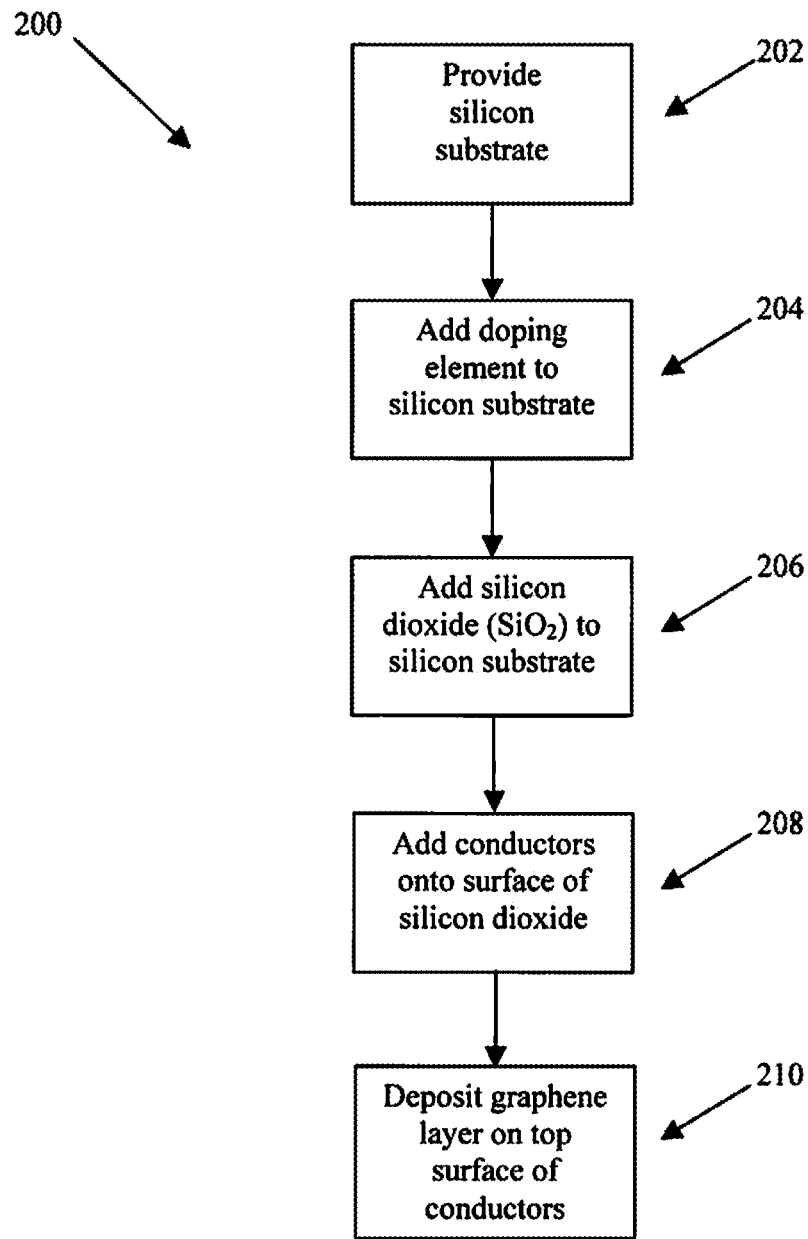 200
Provide
silicon
substrate
202
Add doping
element to
silicon substrate
204
Add silicon
dioxide (SiO₂) to
silicon substrate
206
Add conductors
onto surface of
silicon dioxide
208
Deposit graphene
layer on top
surface of
conductors
210